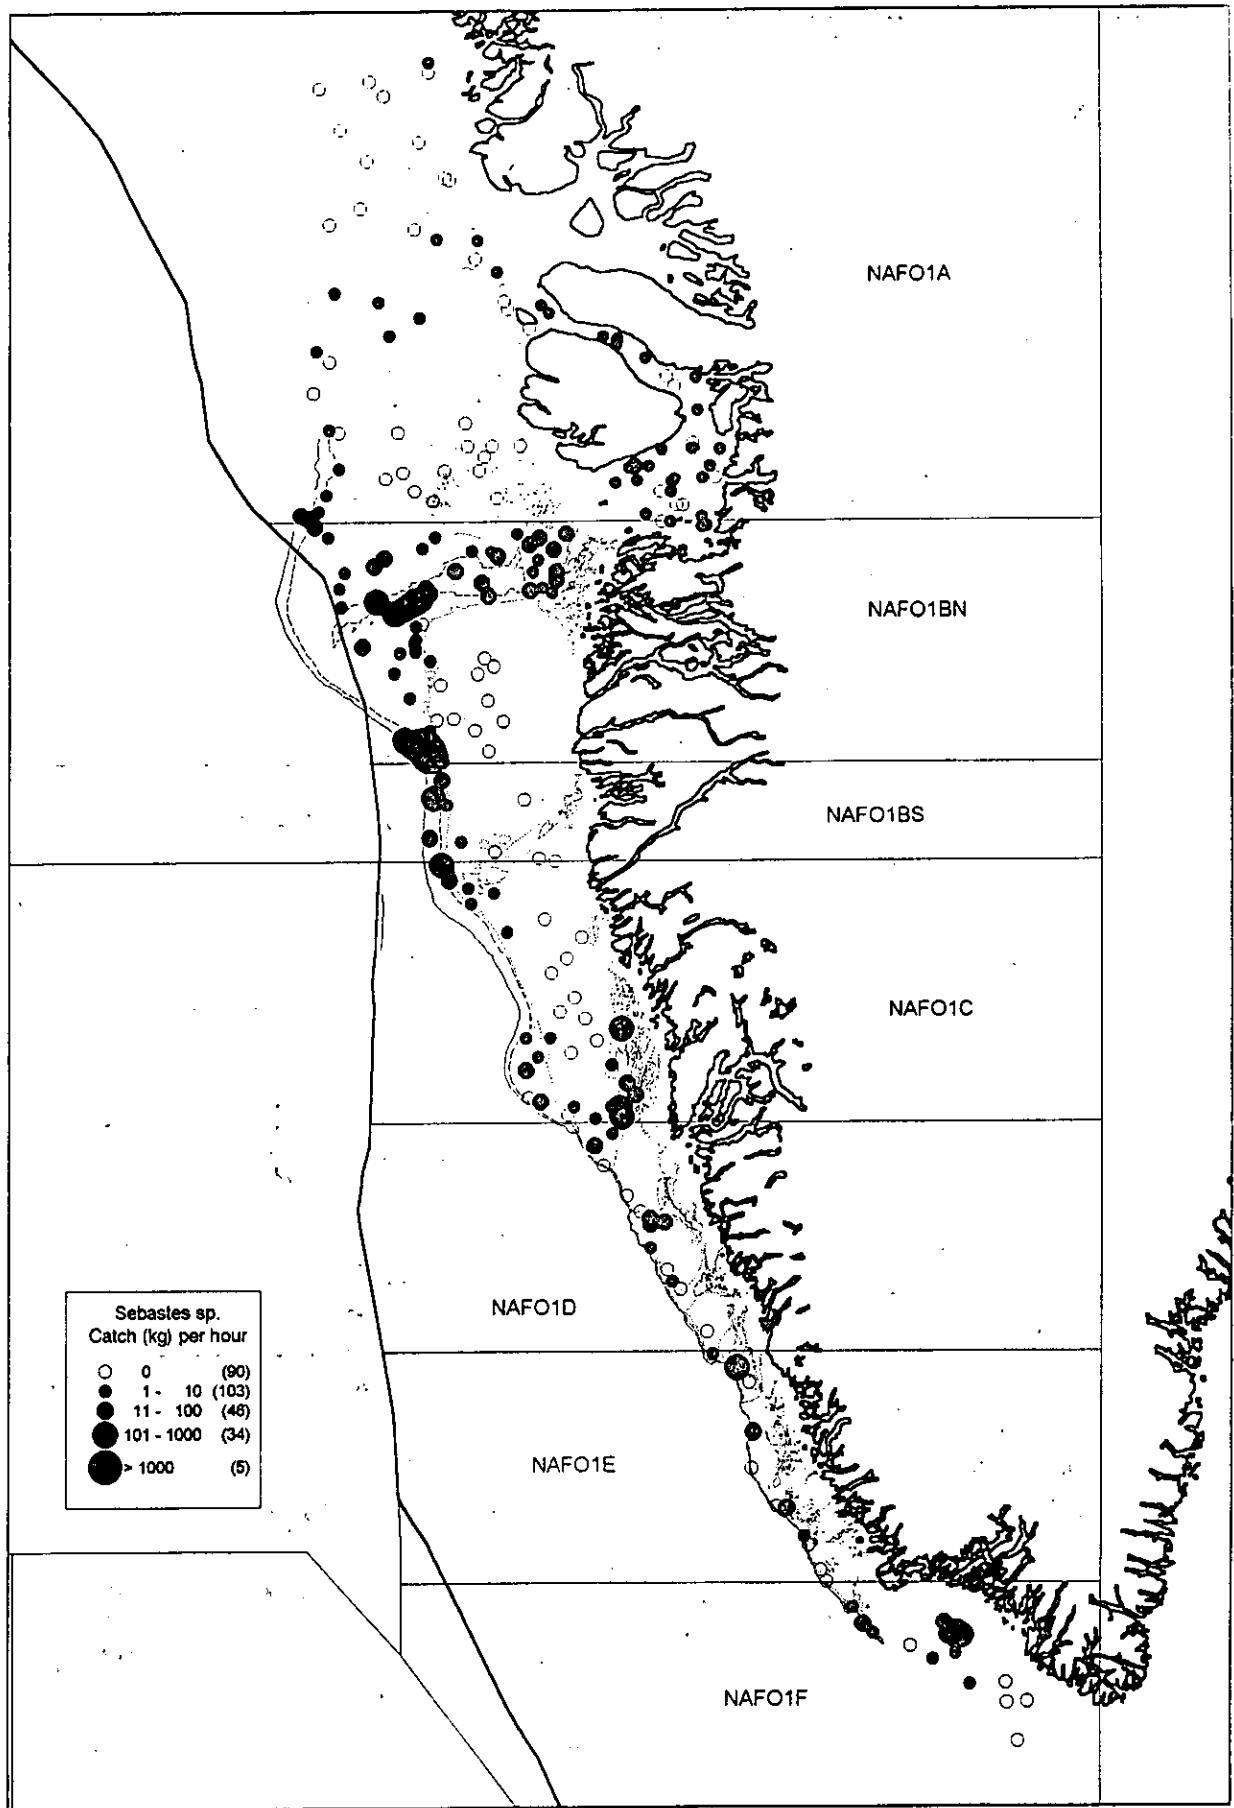 NAFO1A
NAFO1BN
NAFO1BS
NAFO1C
NAFO1D
Sebastes sp.
Catch (kg) per hour
0 (90)
1 - 10 (103)
11 - 100 (46)
101 - 1000 (34)
> 1000 (5)
NAFO1E
NAFO1F